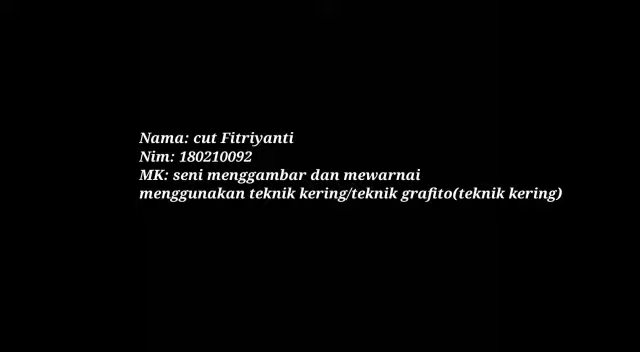 Nama: cut Fitriyanti
Nim: 180210092
MK: seni menggambar dan mewarnai
menggunakan teknik kering/teknik grafito(teknik kering)